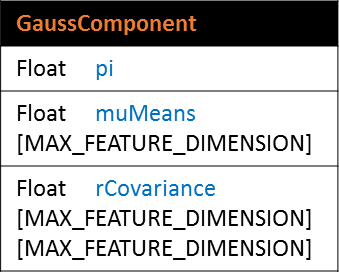 GaussComponent
Float pi
Float muMeans
[MAX_FEATURE_DIMENSION]
Float rCovariance
[MAX_FEATURE_DIMENSION]
[MAX_FEATURE_DIMENSION]